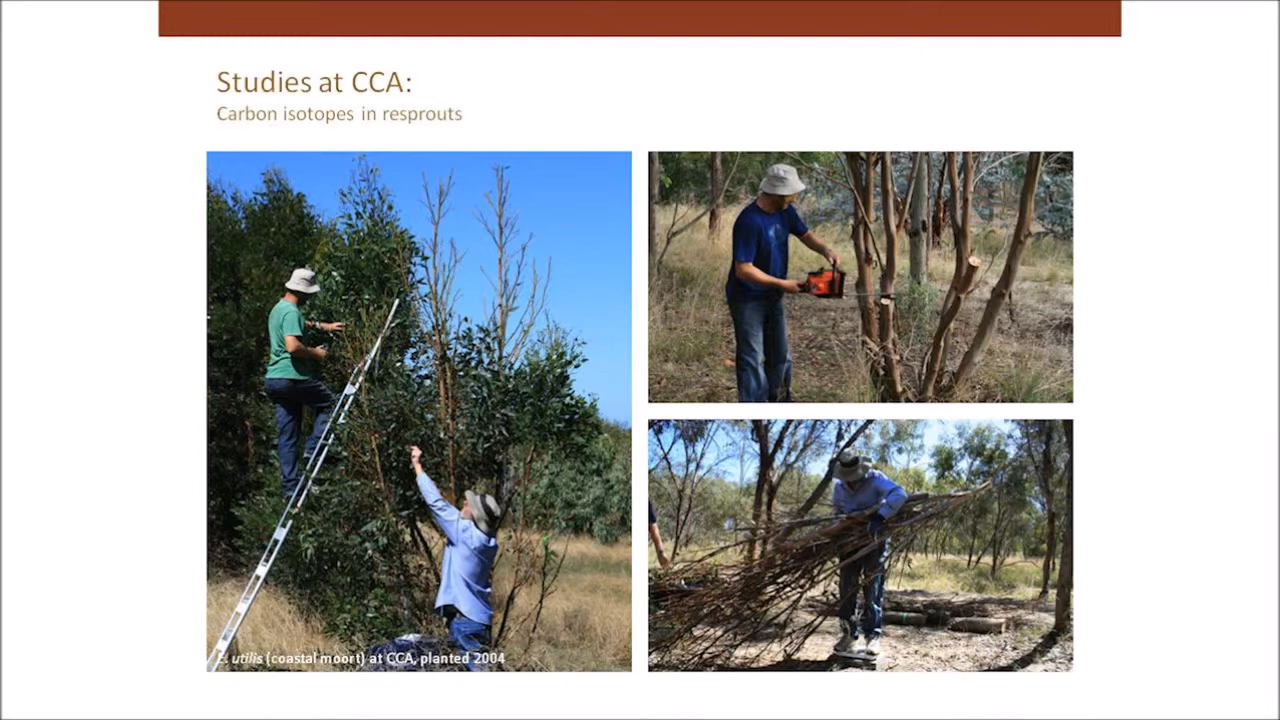 Studies at CCA:
Carbon isotopes in resprouts
E. utilis (coastal moort) at CCA, planted 2004